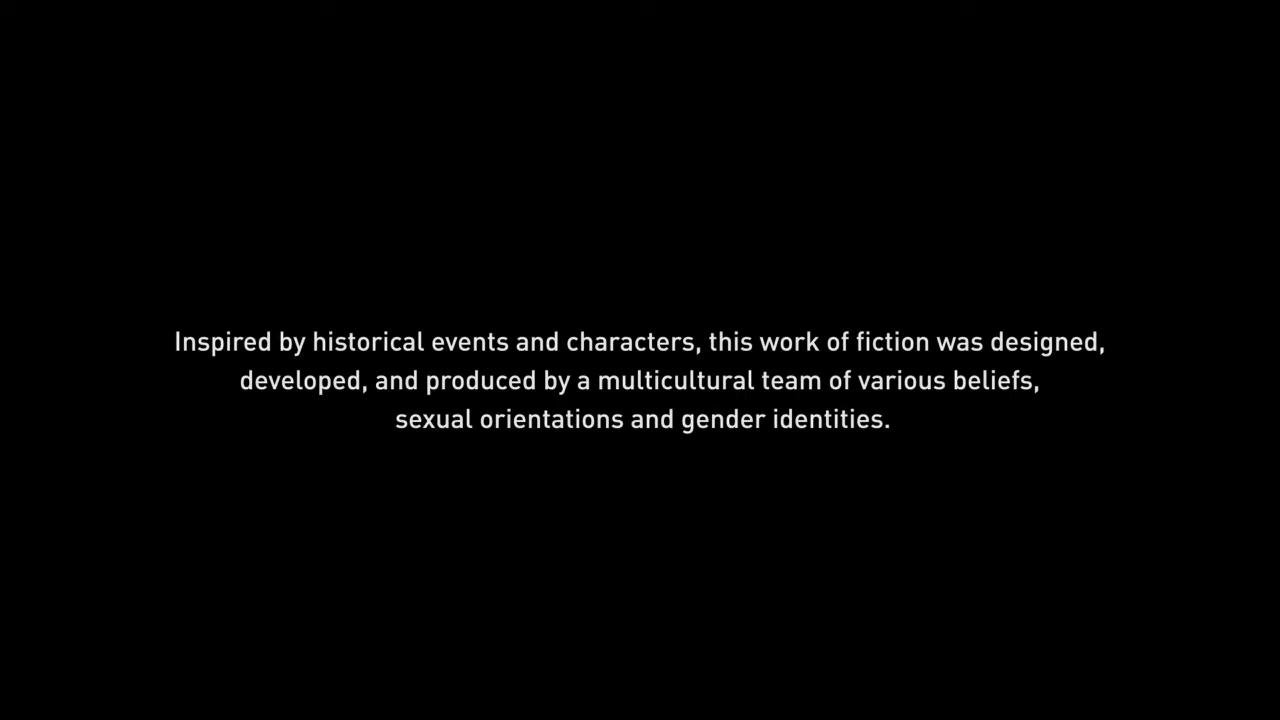 Inspired by historical events and characters, this work of fiction was designed,
developed, and produced by a multicultural team of various beliefs,
sexual orientations and gender identities.